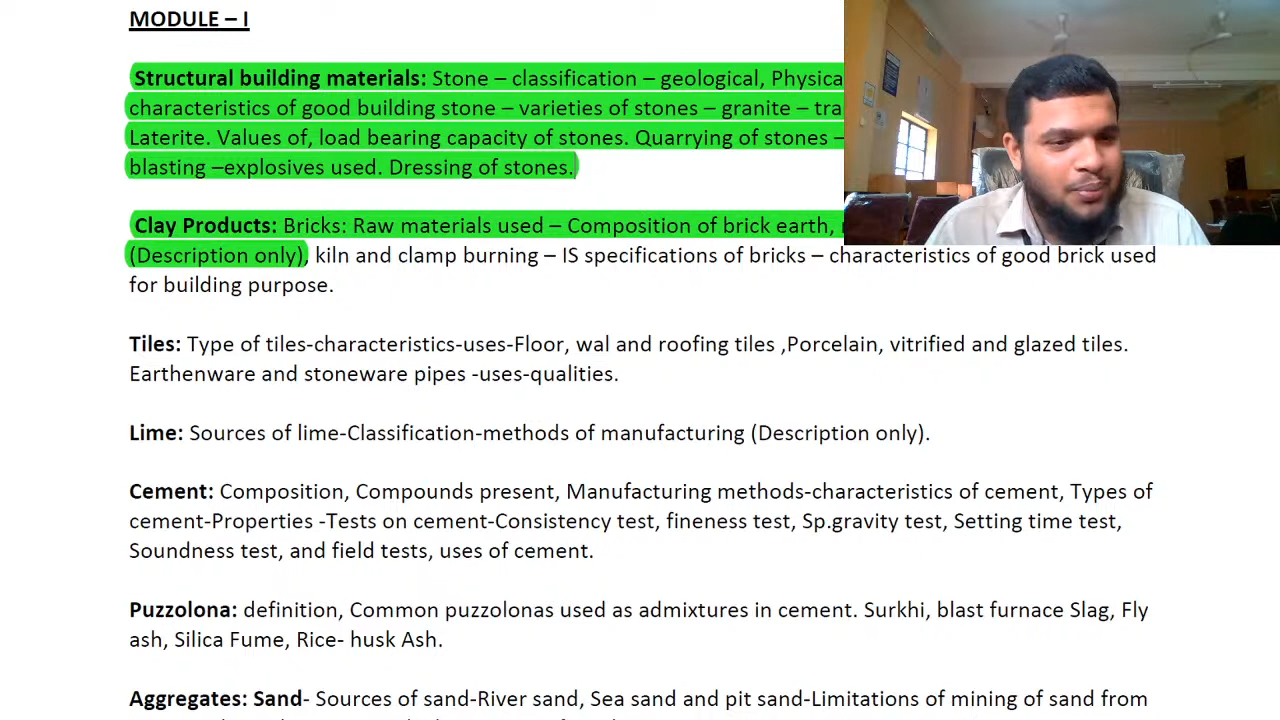 MODULE – I
Structural building materials: Stone – classification – geological, Physica
characteristics of good building stone – varieties of stones – granite – tra
Laterite. Values of, load bearing capacity of stones. Quarrying of stones –
blasting –explosives used. Dressing of stones.
Clay Products: Bricks: Raw materials used – Composition of brick earth,
(Description only), kiln and clamp burning – IS specifications of bricks – characteristics of good brick used
for building purpose.
Tiles: Type of tiles-characteristics-uses-Floor, wal and roofing tiles ,Porcelain, vitrified and glazed tiles.
Earthenware and stoneware pipes -uses-qualities.
Lime: Sources of lime-Classification-methods of manufacturing (Description only).
Cement: Composition, Compounds present, Manufacturing methods-characteristics of cement, Types of
cement-Properties -Tests on cement-Consistency test, fineness test, Sp.gravity test, Setting time test,
Soundness test, and field tests, uses of cement.
Puzzolona: definition, Common puzzolonas used as admixtures in cement. Surkhi, blast furnace Slag, Fly
ash, Silica Fume, Rice- husk Ash.
Aggregates: Sand- Sources of sand-River sand, Sea sand and pit sand-Limitations of mining of sand from